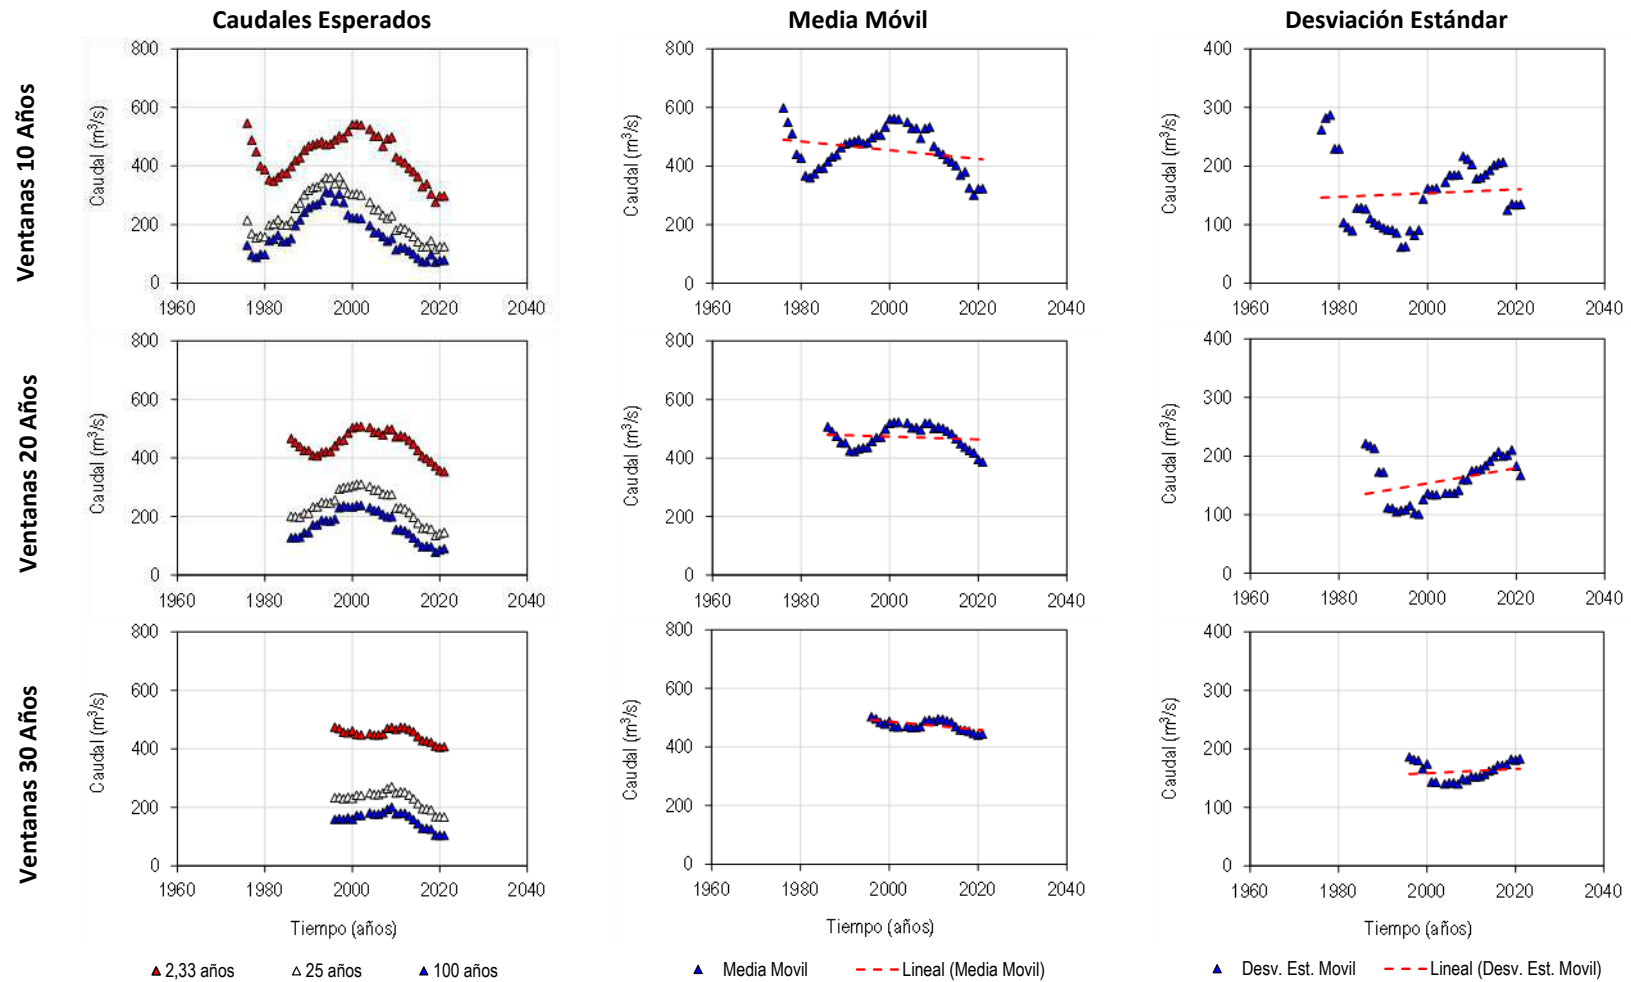 Caudales Esperados
Media Móvil
Desviación Estándar
Ventanas 10 Años
Caudal (m³/s)
800
600
400
200
0
1960 1980 2000 2020 2040
Caudal (m³/s)
800
600
400
200
0
1960 1980 2000 2020 2040
Caudal (m³/s)
400
300
200
100
0
1960 1980 2000 2020 2040
Ventanas 20 Años
Caudal (m³/s)
800
600
400
200
0
1960 1980 2000 2020 2040
Caudal (m³/s)
800
600
400
200
0
1960 1980 2000 2020 2040
Caudal (m³/s)
400
300
200
100
0
1960 1980 2000 2020 2040
Ventanas 30 Años
Caudal (m³/s)
800
600
400
200
0
1960 1980 2000 2020 2040
Tiempo (años)
Caudal (m³/s)
800
600
400
200
0
1960 1980 2000 2020 2040
Tiempo (años)
Caudal (m³/s)
400
300
200
100
0
1960 1980 2000 2020 2040
Tiempo (años)
2,33 años 25 años 100 años
Media Movil Lineal (Media Movil)
Desv. Est. Movil Lineal (Desv. Est. Movil)